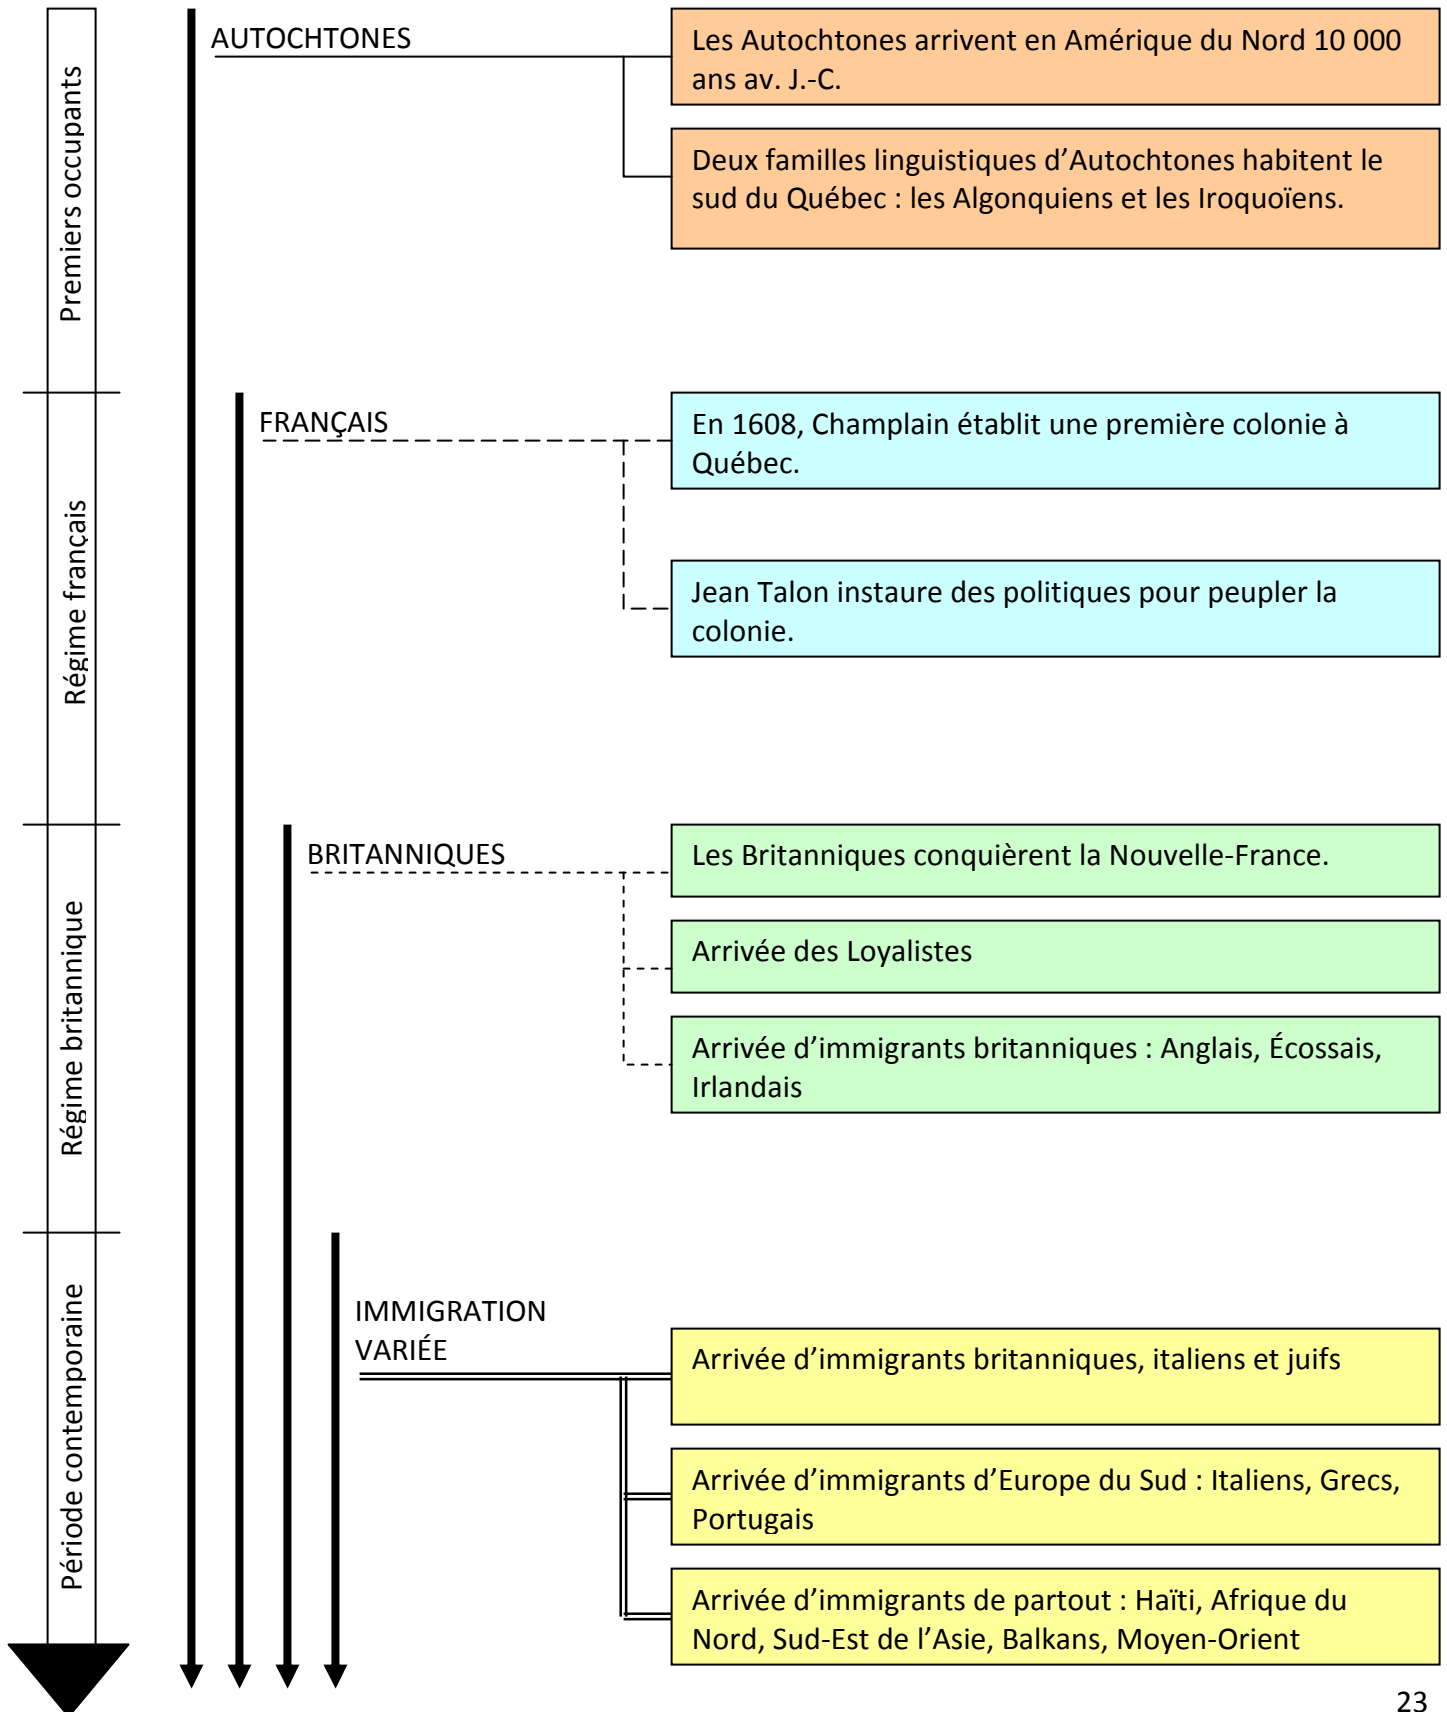 Premiers occupants
AUTOCHTONES
Les Autochtones arrivent en Amérique du Nord 10 000
ans av. J.-C.
Deux familles linguistiques d’Autochtones habitent le
sud du Québec : les Algonquiens et les Iroquoïens.
Régime français
FRANÇAIS
En 1608, Champlain établit une première colonie à
Québec.
Jean Talon instaure des politiques pour peupler la
colonie.
Régime britannique
BRITANNIQUES
Les Britanniques conquièrent la Nouvelle-France.
Arrivée des Loyalistes
Arrivée d’immigrants britanniques : Anglais, Écossais,
Irlandais
Période contemporaine
IMMIGRATION
VARIÉE
Arrivée d’immigrants britanniques, italiens et juifs
Arrivée d’immigrants d’Europe du Sud : Italiens, Grecs,
Portugais
Arrivée d’immigrants de partout : Haïti, Afrique du
Nord, Sud-Est de l’Asie, Balkans, Moyen-Orient
23